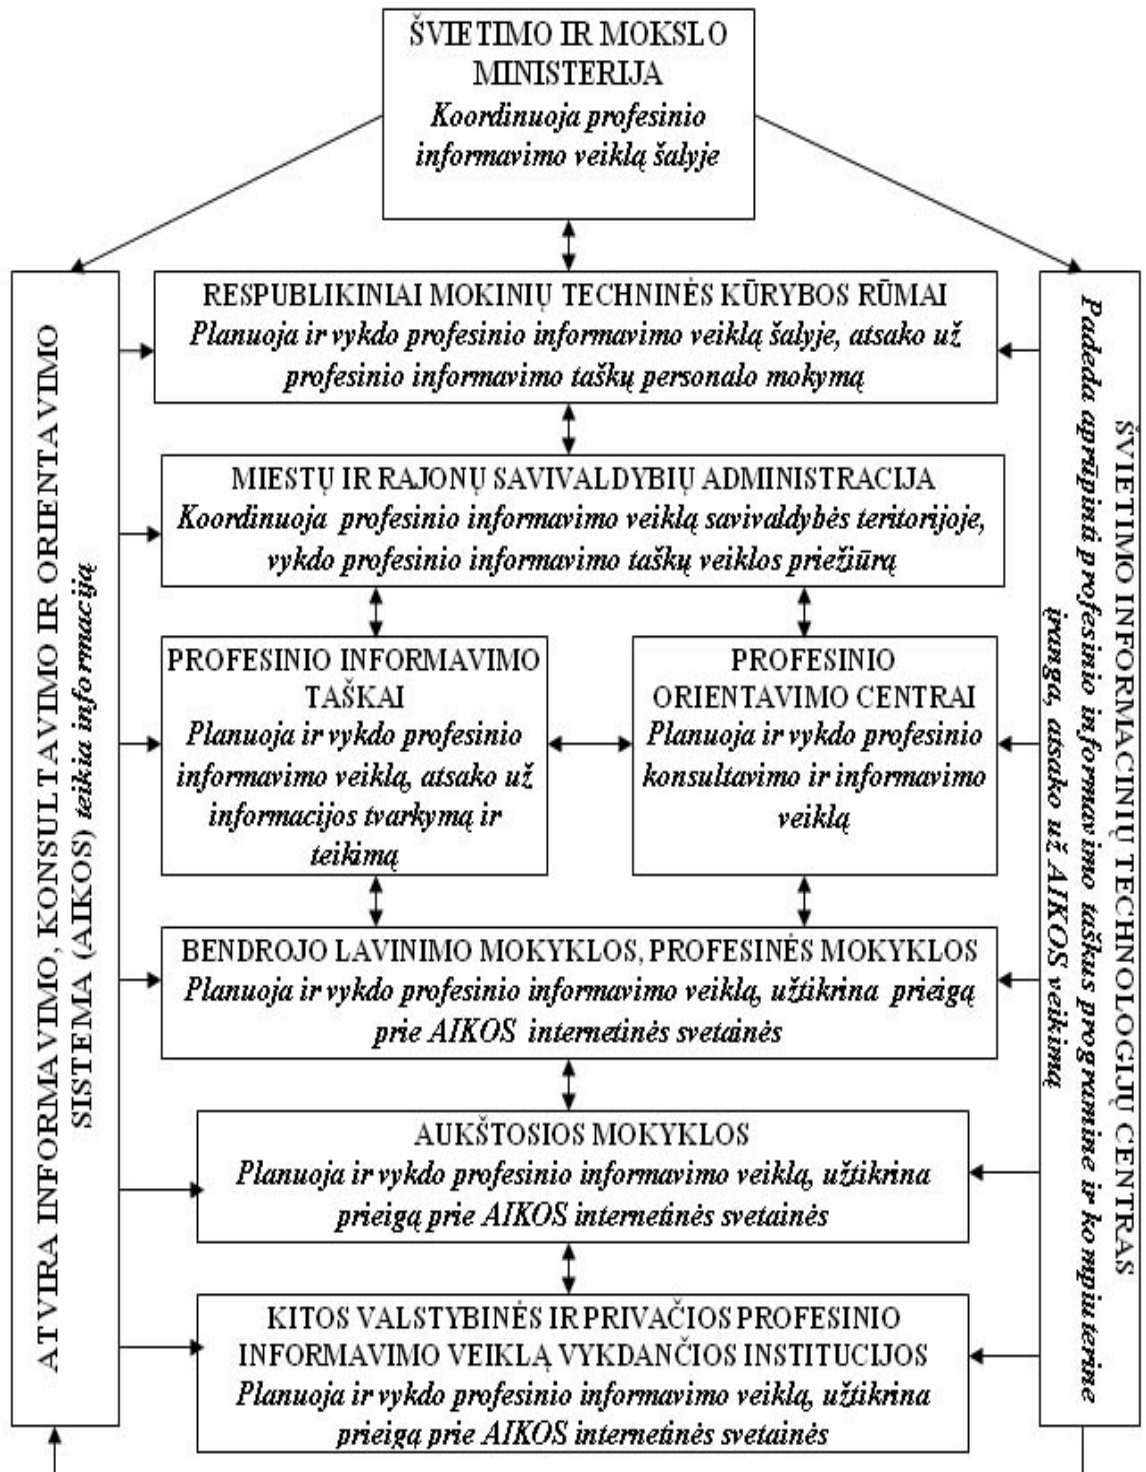 ŠVIETIMO IR MOKSLO
MINISTERIJA
Koordinuoja profesinio
informavimo veiklą šalyje
ATVIRA INFORMAVIMO, KONSULTAVIMO IR ORIENTAVIMO
SISTEMA (AIKOS) teikia informaciją
RESPUBLIKINIAI MOKINIŲ TECHNINĖS KŪRYBOS RŪMAI
Planuoja ir vykdo profesinio informavimo veiklą šalyje, atsako už
profesinio informavimo taškų personalo mokymą
MIESTŲ IR RAJONŲ SAVIVALDYBIŲ ADMINISTRACIJA
Koordinuoja profesinio informavimo veiklą savivaldybės teritorijoje,
vykdo profesinio informavimo taškų veiklos priežiūrą
PROFESINIO INFORMAVIMO
TAŠKAI
Planuoja ir vykdo profesinio
informavimo veiklą, atsako už
informacijos tvarkymą ir
teikimą
PROFESINIO
ORIENTAVIMO CENTRAI
Planuoja ir vykdo profesinio
konsultavimo ir informavimo
veiklą
BENDROJO LAVINIMO MOKYKLOS, PROFESINĖS MOKYKLOS
Planuoja ir vykdo profesinio informavimo veiklą, užtikrina prieigą
prie AIKOS internetinės svetainės
AUKŠTOSIOS MOKYKLOS
Planuoja ir vykdo profesinio informavimo veiklą, užtikrina
prieigą prie AIKOS internetinės svetainės
KITOS VALSTYBINĖS IR PRIVAČIOS PROFESINIO
INFORMAVIMO VEIKLĄ VYKDANČIOS INSTITUCIJOS
Planuoja ir vykdo profesinio informavimo veiklą, užtikrina
prieigą prie AIKOS internetinės svetainės
ŠVIETIMO INFORMACINIŲ TECHNOLOGIJŲ CENTRAS
Padeda aprūpinti profesinio informavimo taškus programine ir kompiuterine
įranga, atsako už AIKOS veikimą